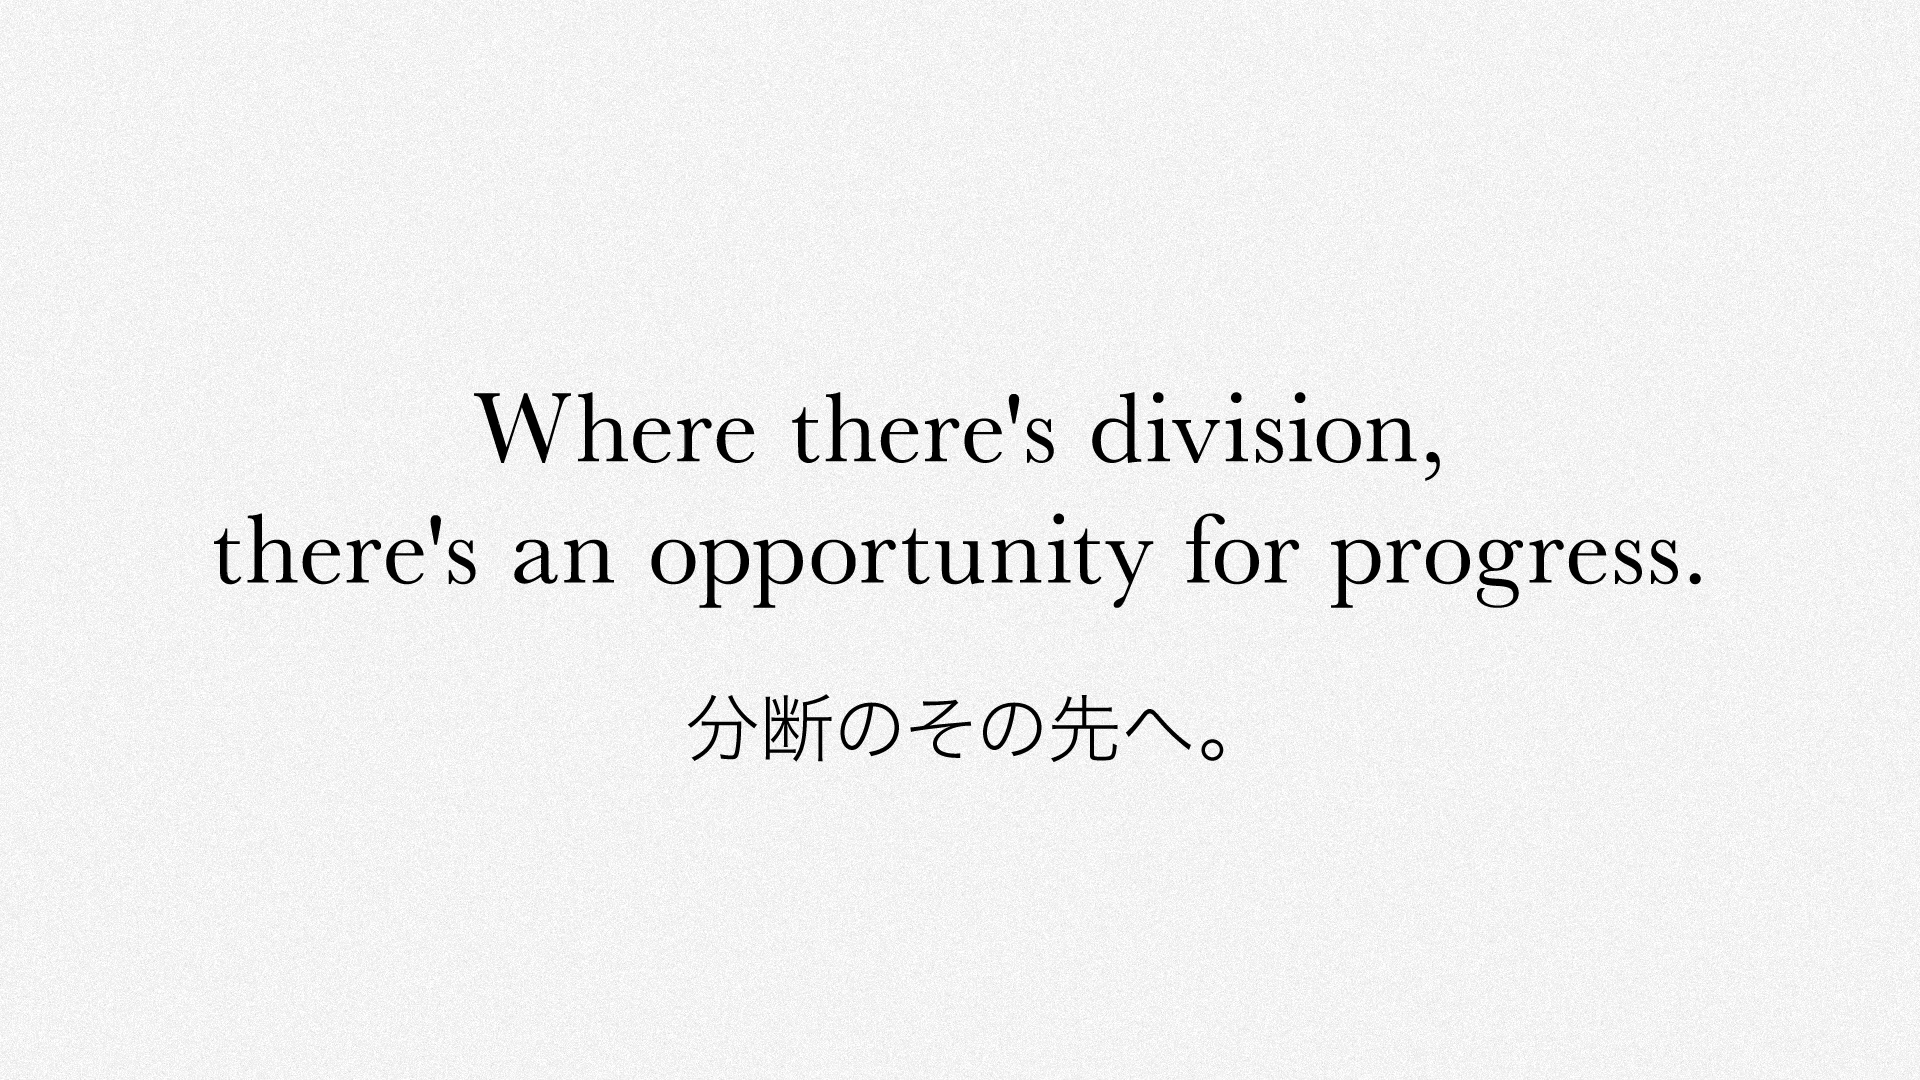 Where there's division,
there's an opportunity for progress.
分断のその先へ。